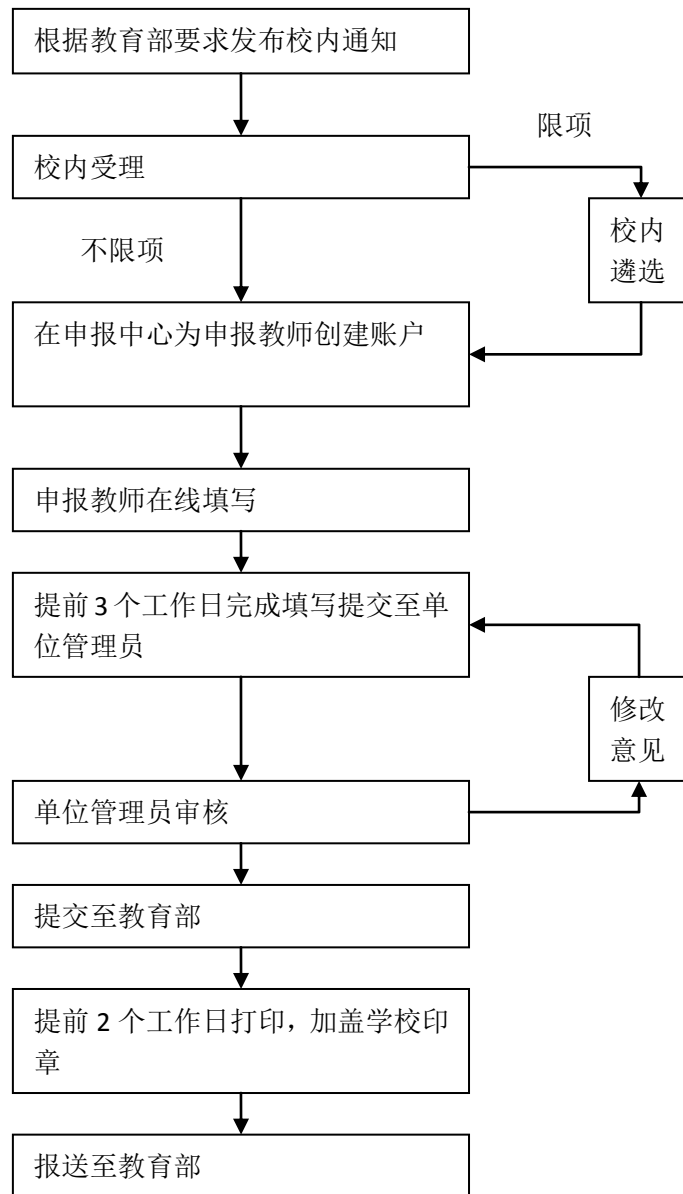 根据教育部要求发布校内通知
限项
校内受理
校内
遴选
不限项
在申报中心为申报教师创建账户
申报教师在线填写
提前 3 个工作日完成填写提交至单
位管理员
修改
意见
单位管理员审核
提交至教育部
提前 2 个工作日打印，加盖学校印
章
报送至教育部